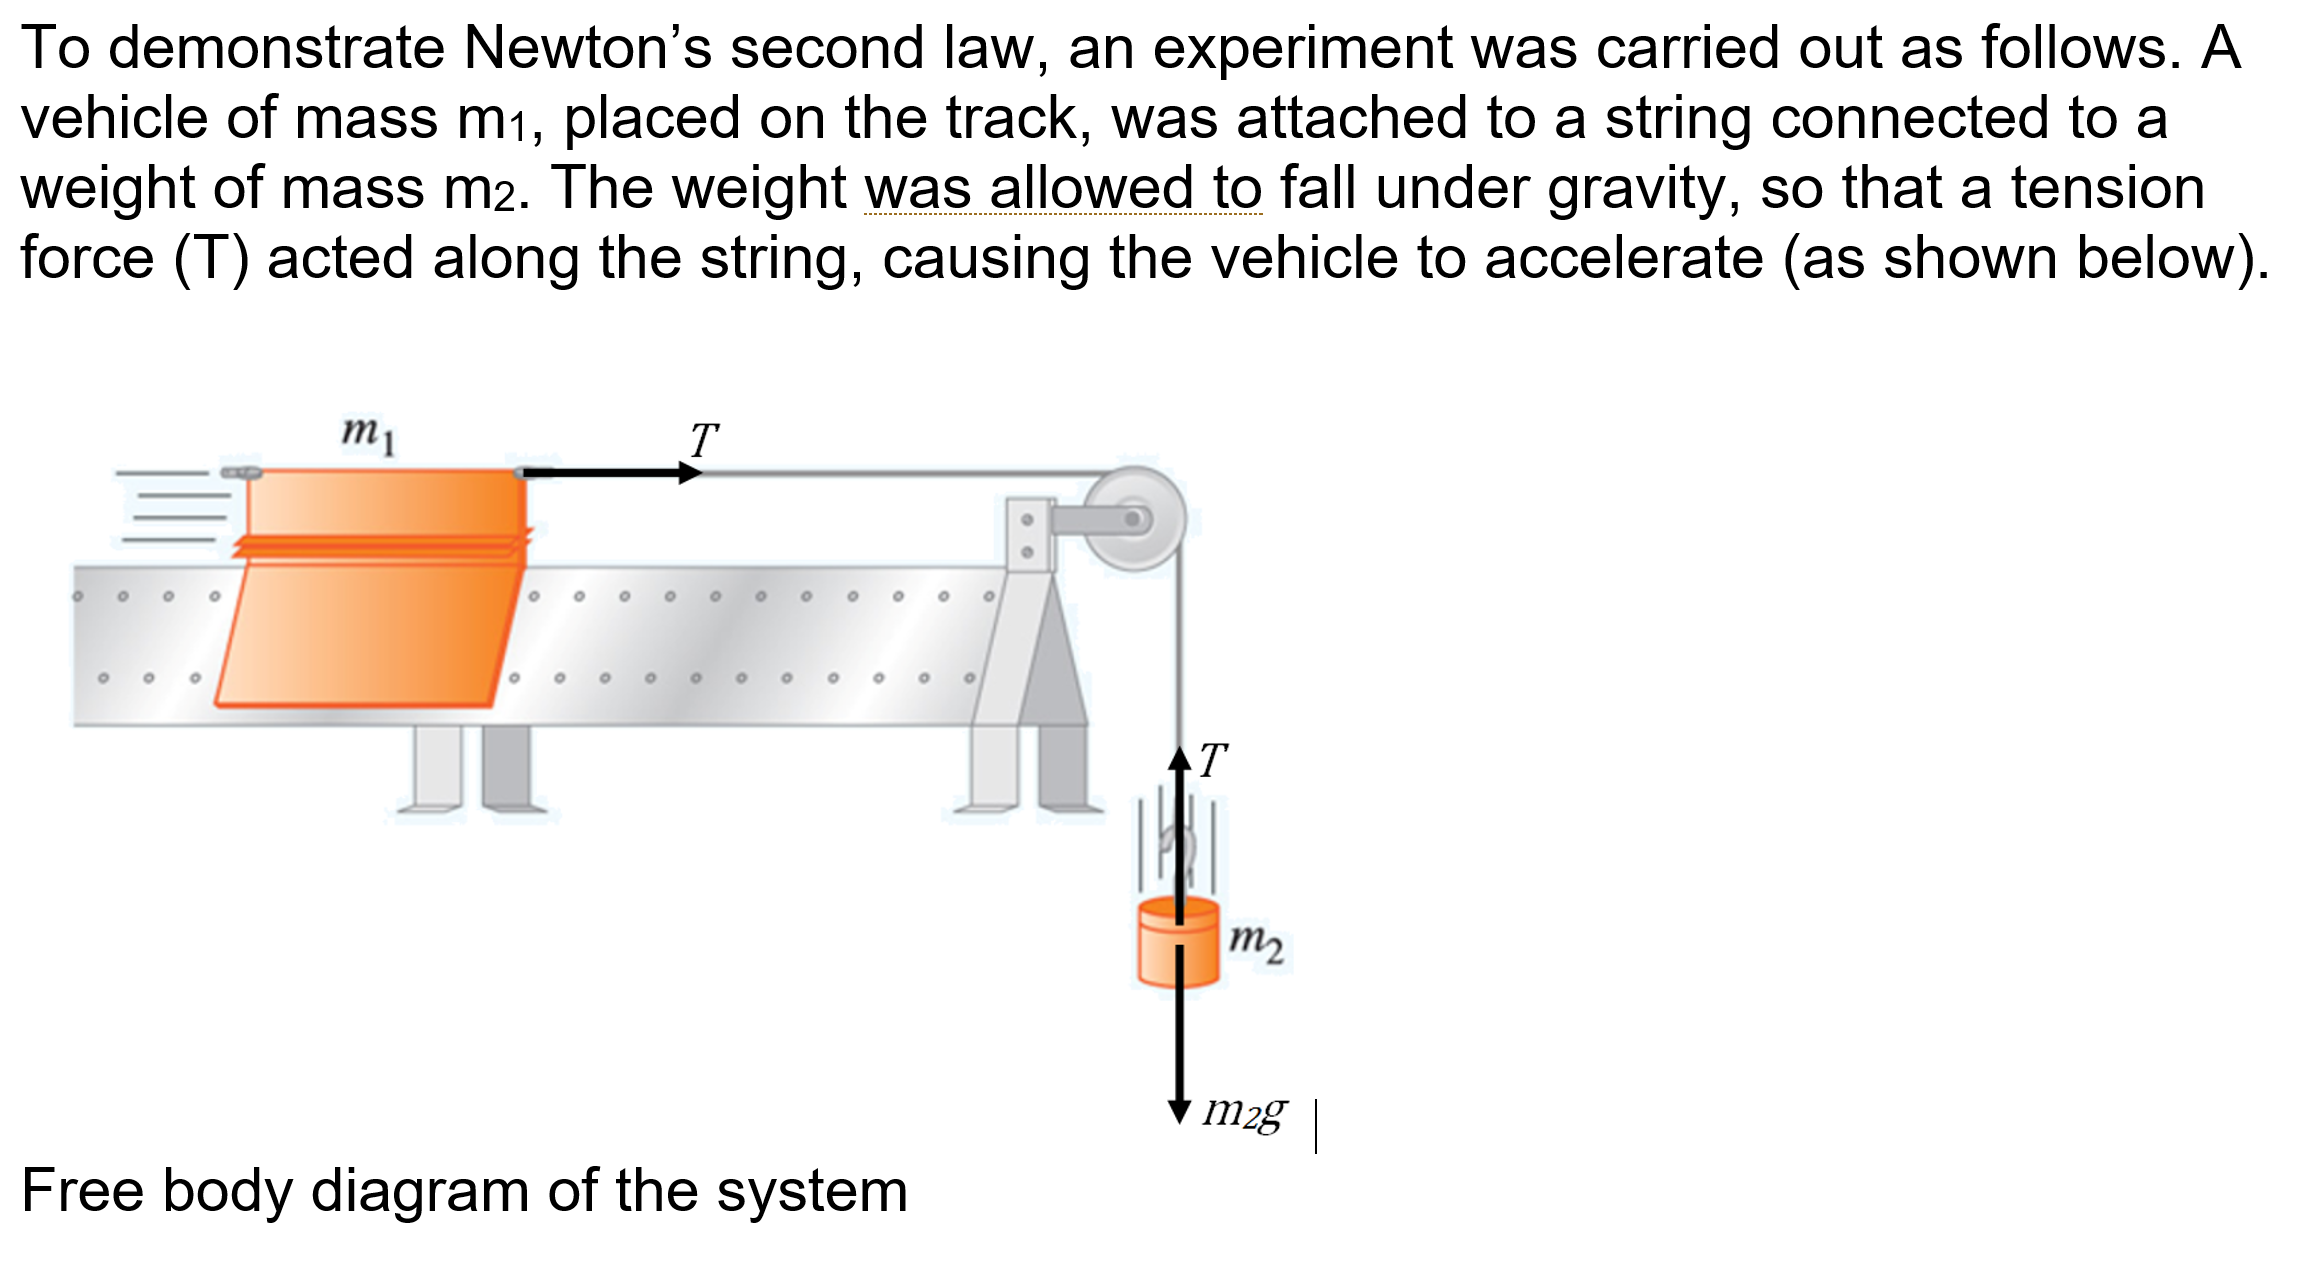 To demonstrate Newton’s second law, an experiment was carried out as follows. A
vehicle of mass m₁, placed on the track, was attached to a string connected to a
weight of mass m₂. The weight was allowed to fall under gravity, so that a tension
force (T) acted along the string, causing the vehicle to accelerate (as shown below).
m₁
T
T
m₂
m₂g
Free body diagram of the system